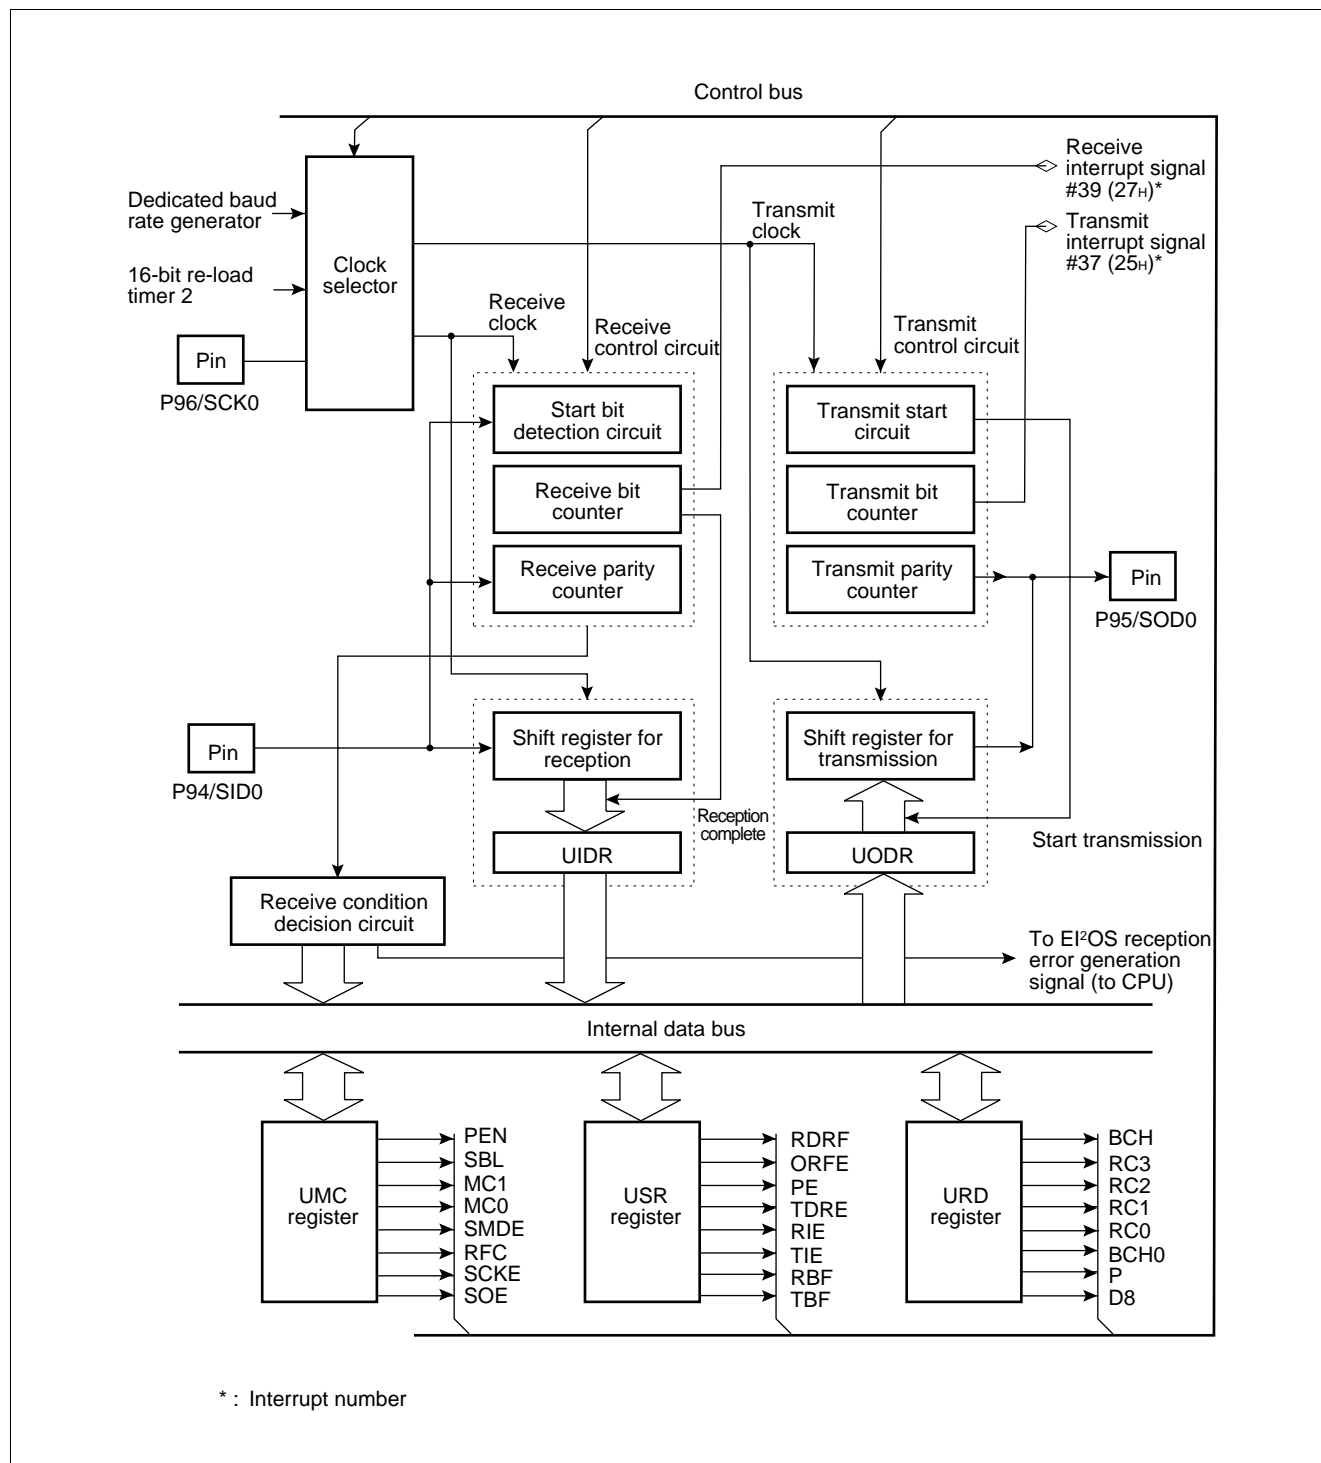 Control bus
Receive
interrupt signal
#39 (27H)*
Transmit
interrupt signal
#37 (25H)*
Dedicated baud
rate generator
16-bit re-load
timer 2
Pin
P96/SCK0
Clock
selector
Transmit
clock
Receive
clock
Receive
control circuit
Transmit
control circuit
Start bit
detection circuit
Receive bit
counter
Receive parity
counter
Transmit start
circuit
Transmit bit
counter
Transmit parity
counter
Pin
P95/SOD0
Pin
P94/SID0
Shift register for
reception
Shift register for
transmission
Reception
complete
Start transmission
UIDR
UODR
Receive condition
decision circuit
To EI²OS reception
error generation
signal (to CPU)
Internal data bus
UMC
register
PEN
SBL
MC1
MC0
SMDE
RFC
SCKE
SOE
USR
register
RDRF
ORFE
PE
TDRE
RIE
TIE
RBF
TBF
URD
register
BCH
RC3
RC2
RC1
RC0
BCH0
P
D8
* : Interrupt number